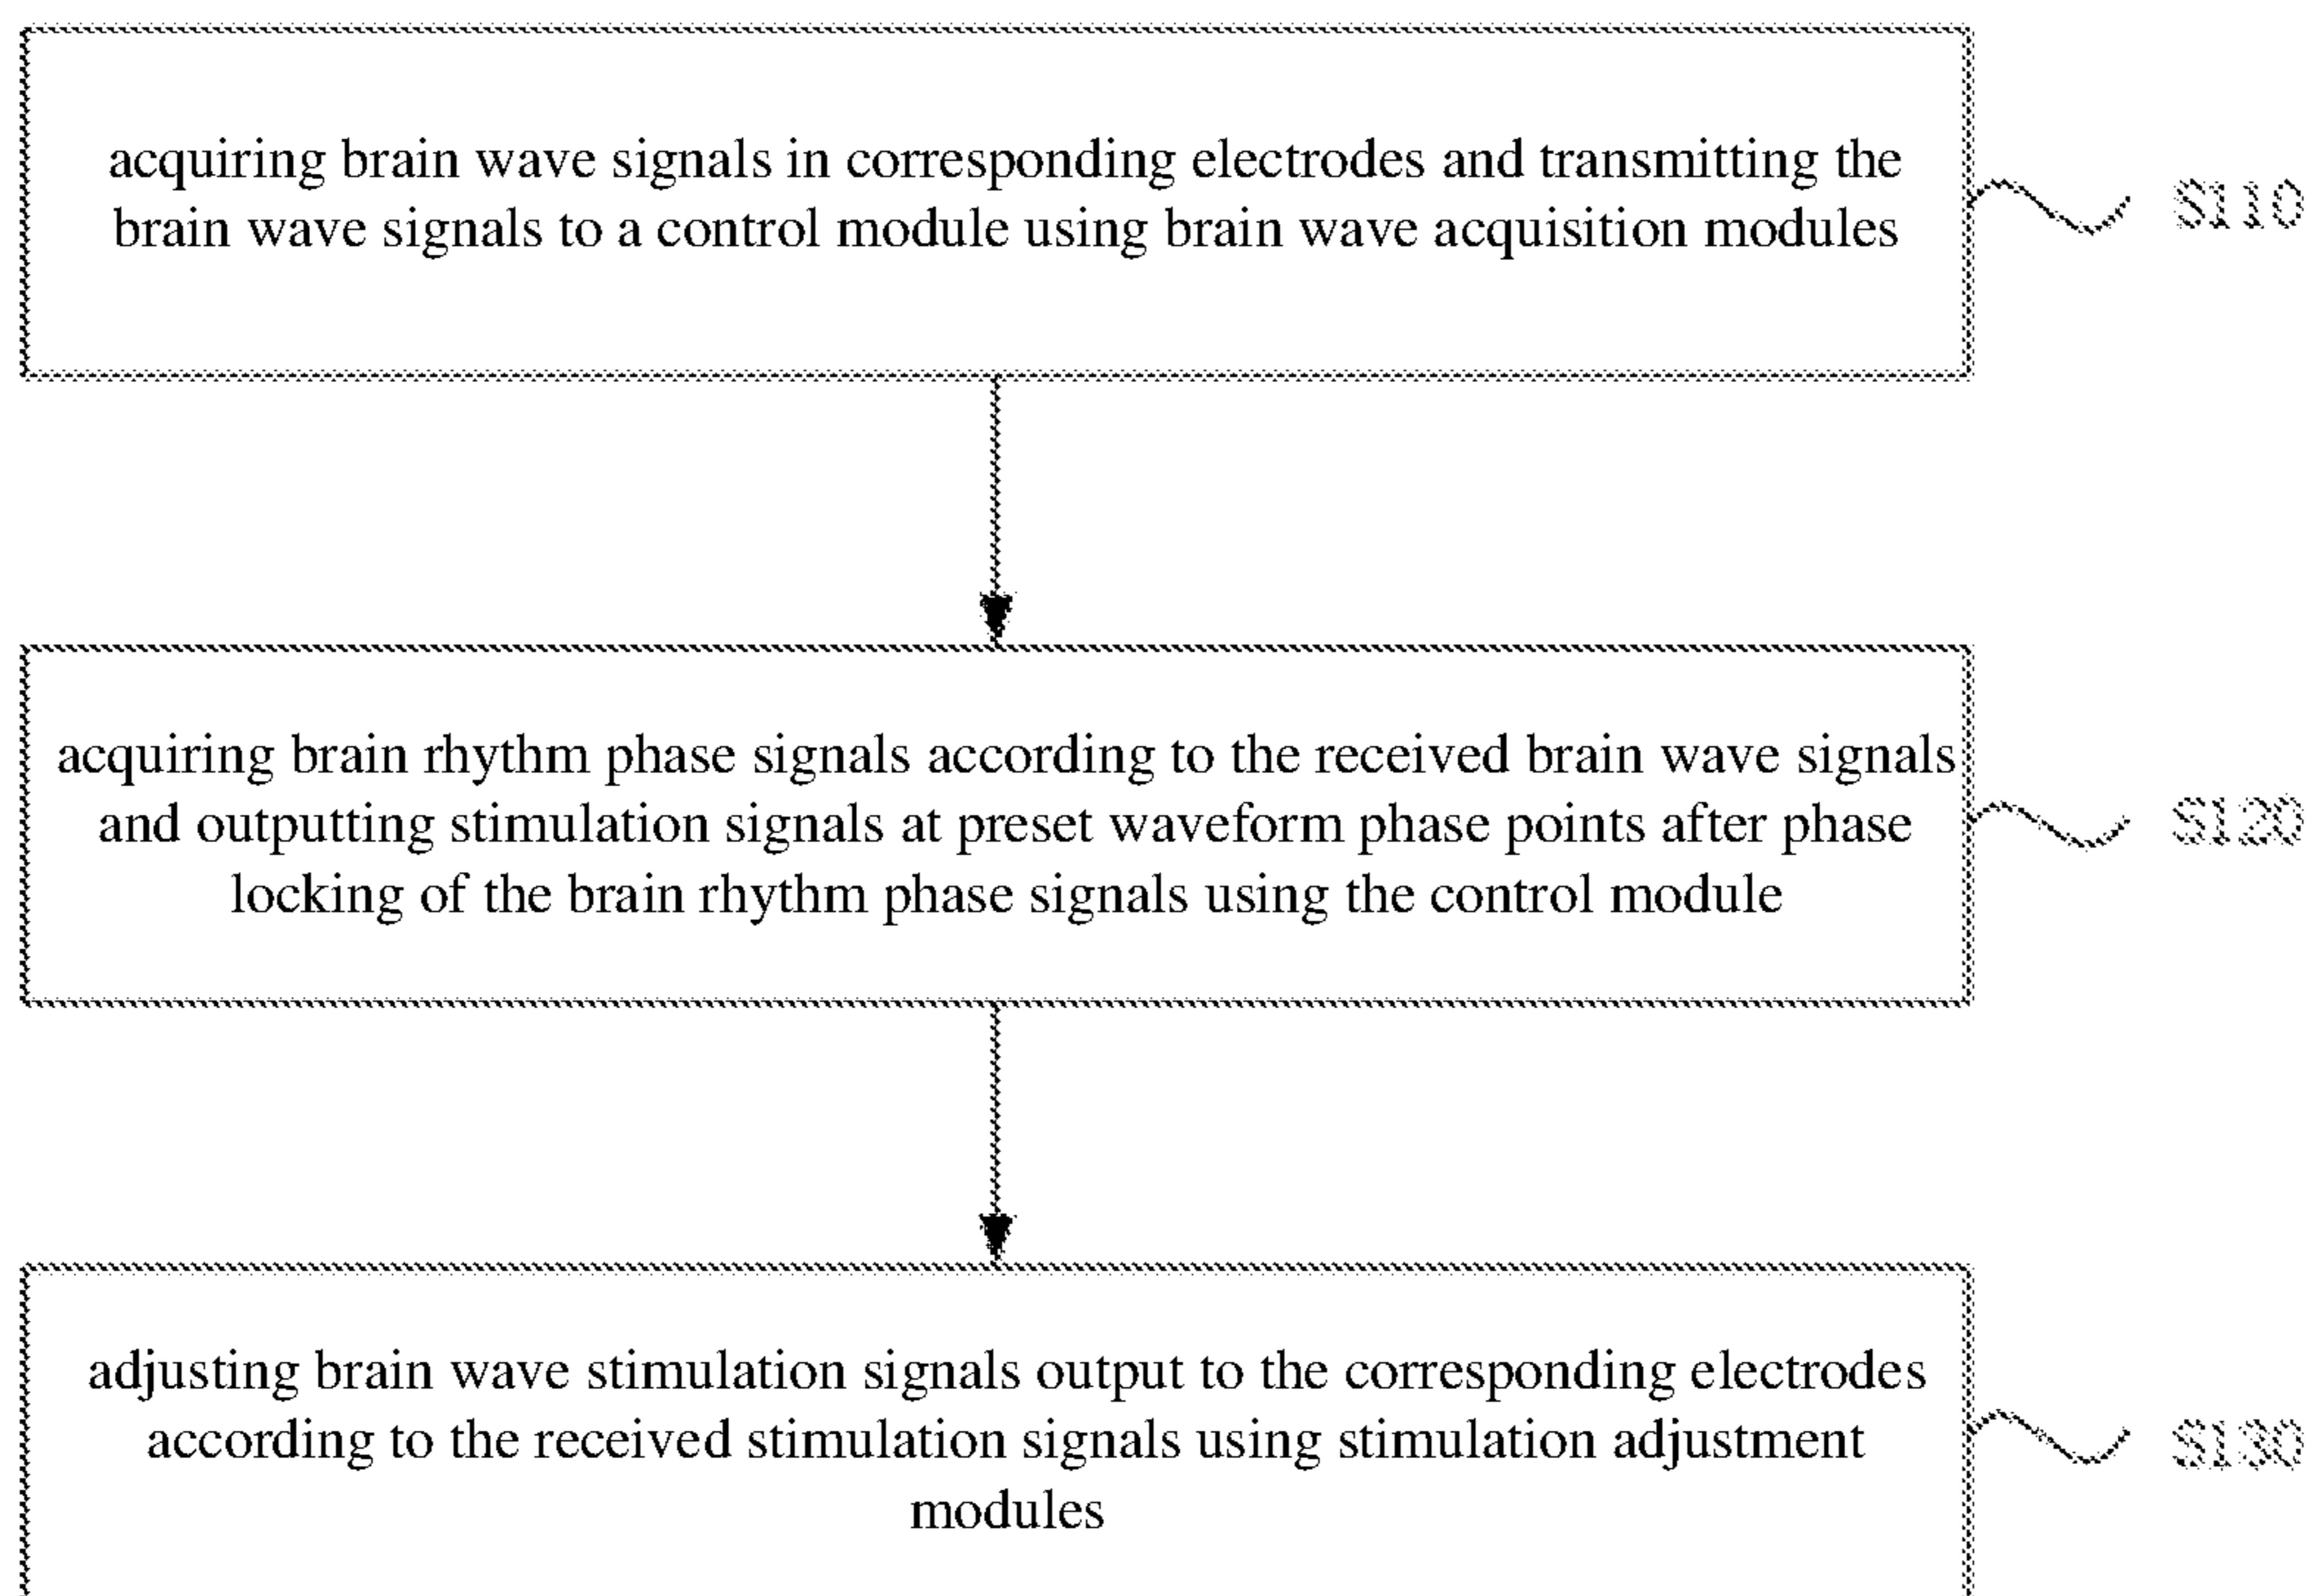 acquiring brain wave signals in corresponding electrodes and transmitting the
brain wave signals to a control module using brain wave acquisition modules
S110
acquiring brain rhythm phase signals according to the received brain wave signals
and outputting stimulation signals at preset waveform phase points after phase
locking of the brain rhythm phase signals using the control module
S120
adjusting brain wave stimulation signals output to the corresponding electrodes
according to the received stimulation signals using stimulation adjustment
modules
S130